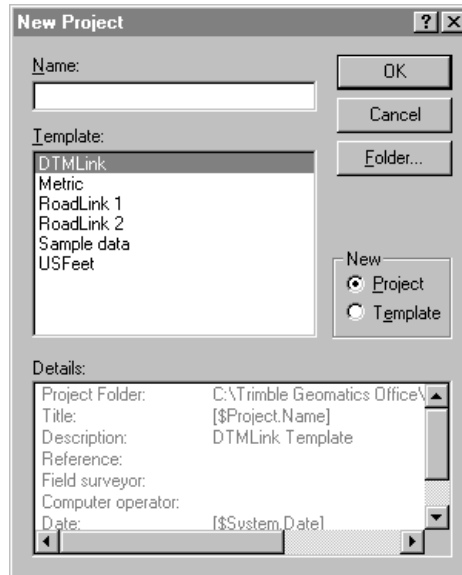 New Project
Name:
OK
Cancel
Folder...
Template:
DTMLink
Metric
RoadLink 1
RoadLink 2
Sample data
USFeet
New
Project
Template
Details:
Project Folder: C:\Trimble Geomatics Office\
Title: [$Project.Name]
Description: DTMLink Template
Reference:
Field surveyor:
Computer operator:
Date: [$System.Date]